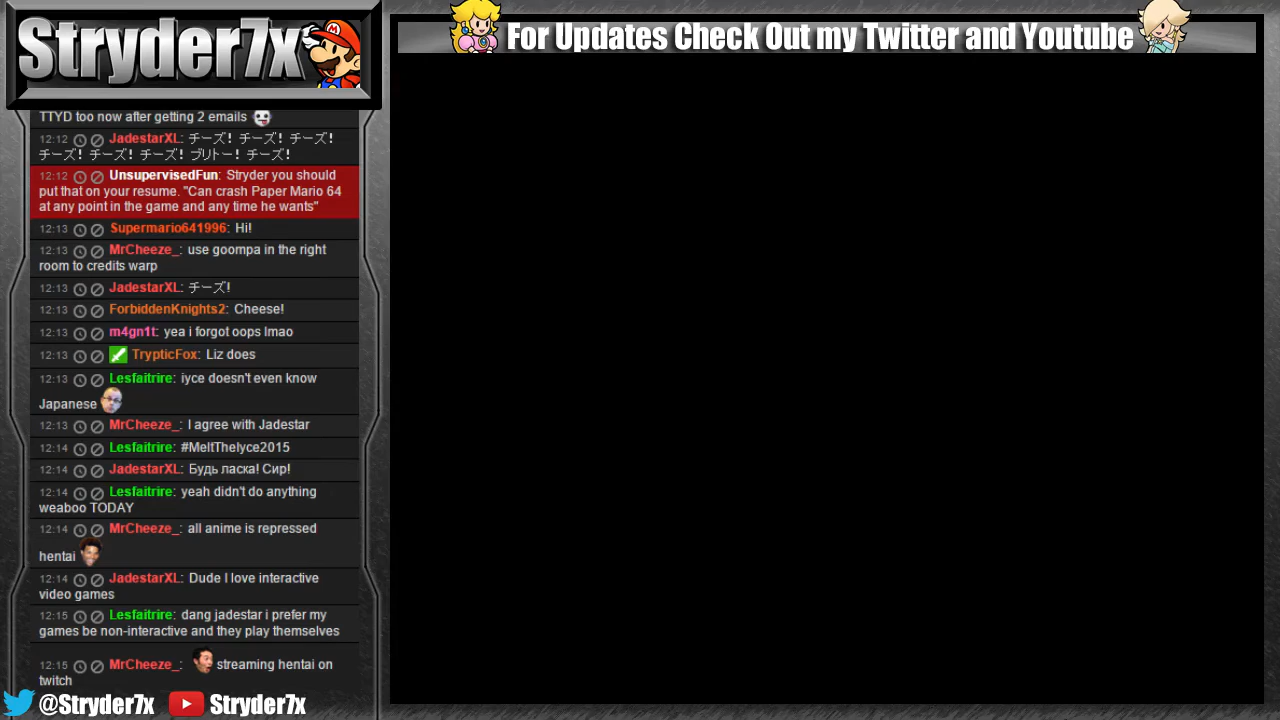 Stryder7x
For Updates Check Out my Twitter and Youtube
TTYD too now after getting 2 emails
12:12 JadestarXL: チーズ! チーズ! チーズ!
チーズ! チーズ! チーズ! ブリトー! チーズ!
12:12 UnsupervisedFun: Stryder you should
put that on your resume. "Can crash Paper Mario 64
at any point in the game and any time he wants"
12:13 Supermario641996: Hi!
12:13 MrCheeze_: use goompa in the right
room to credits warp
12:13 JadestarXL: チーズ!
12:13 ForbiddenKnights2: Cheese!
12:13 m4gn1t: yea i forgot oops lmao
12:13 TrypticFox: Liz does
12:13 Lesfaitrire: iyce doesn't even know
Japanese
12:13 MrCheeze_: I agree with Jadestar
12:14 Lesfaitrire: #MeltTheIyce2015
12:14 JadestarXL: Будь ласка! Сир!
12:14 Lesfaitrire: yeah didn't do anything
weaboo TODAY
12:14 MrCheeze_: all anime is repressed
hentai
12:14 JadestarXL: Dude I love interactive
video games
12:15 Lesfaitrire: dang jadestar i prefer my
games be non-interactive and they play themselves
12:15 MrCheeze_: streaming hentai on
twitch
@Stryder7x Stryder7x